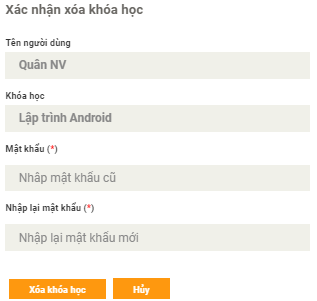 Xác nhận xóa khóa học
Tên người dùng
Quân NV
Khóa học
Lập trình Android
Mật khẩu (*)
Nhập mật khẩu cũ
Nhập lại mật khẩu (*)
Nhập lại mật khẩu mới
Xóa khóa học Hủy